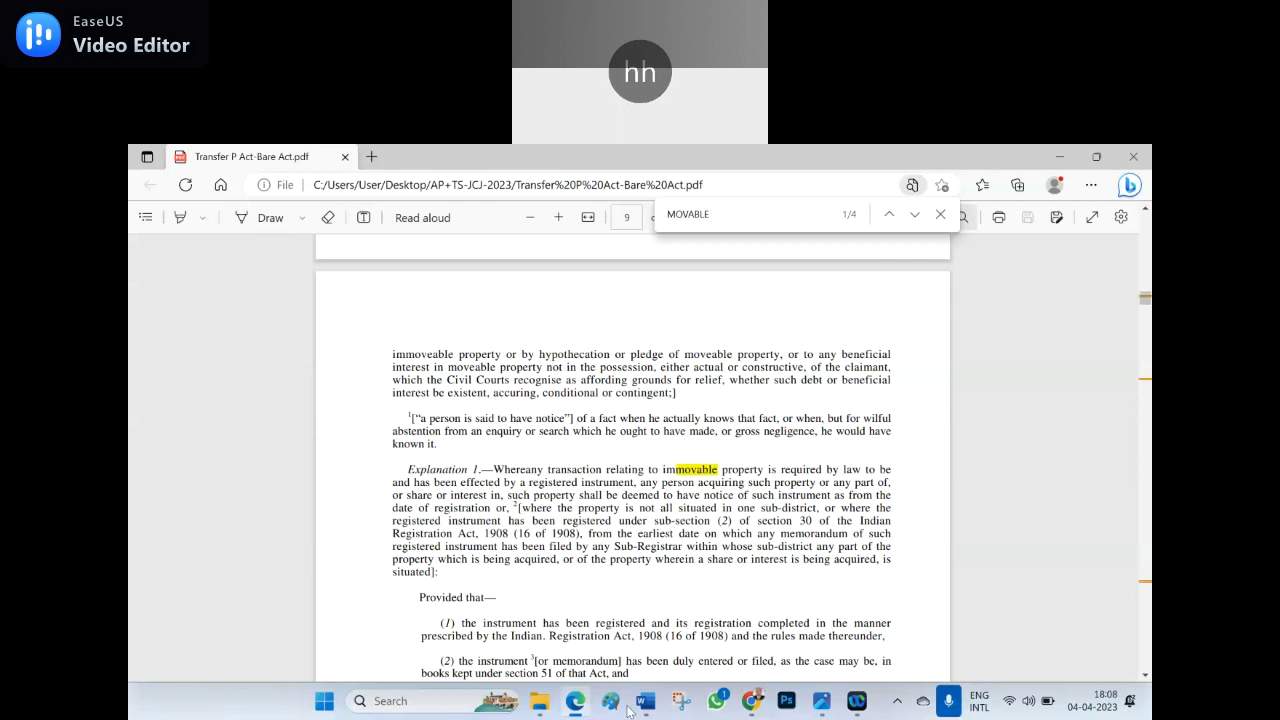 EaseUS
Video Editor
hh
Transfer P Act-Bare Act.pdf
File
C:/Users/User/Desktop/AP+TS-JCJ-2023/Transfer%20P%20Act-Bare%20Act.pdf
MOVABLE 1/4
Draw
Read aloud
9
immoveable property or by hypothecation or pledge of moveable property, or to any beneficial
interest in moveable property not in the possession, either actual or constructive, of the claimant,
which the Civil Courts recognise as affording grounds for relief, whether such debt or beneficial
interest be existent, accuring, conditional or contingent;]
1[“a person is said to have notice”] of a fact when he actually knows that fact, or when, but for wilful
abstention from an enquiry or search which he ought to have made, or gross negligence, he would have
known it.
Explanation 1.—Whereany transaction relating to immovable property is required by law to be
and has been effected by a registered instrument, any person acquiring such property or any part of,
or share or interest in, such property shall be deemed to have notice of such instrument as from the
date of registration or, 2[where the property is not all situated in one sub-district, or where the
registered instrument has been registered under sub-section (2) of section 30 of the Indian
Registration Act, 1908 (16 of 1908), from the earliest date on which any memorandum of such
registered instrument has been filed by any Sub-Registrar within whose sub-district any part of the
property which is being acquired, or of the property wherein a share or interest is being acquired, is
situated]:
Provided that—
(1) the instrument has been registered and its registration completed in the manner
prescribed by the Indian. Registration Act, 1908 (16 of 1908) and the rules made thereunder,
(2) the instrument 3[or memorandum] has been duly entered or filed, as the case may be, in
books kept under section 51 of that Act, and
Search
1
Ps
ENG
INTL
18:08
04-04-2023